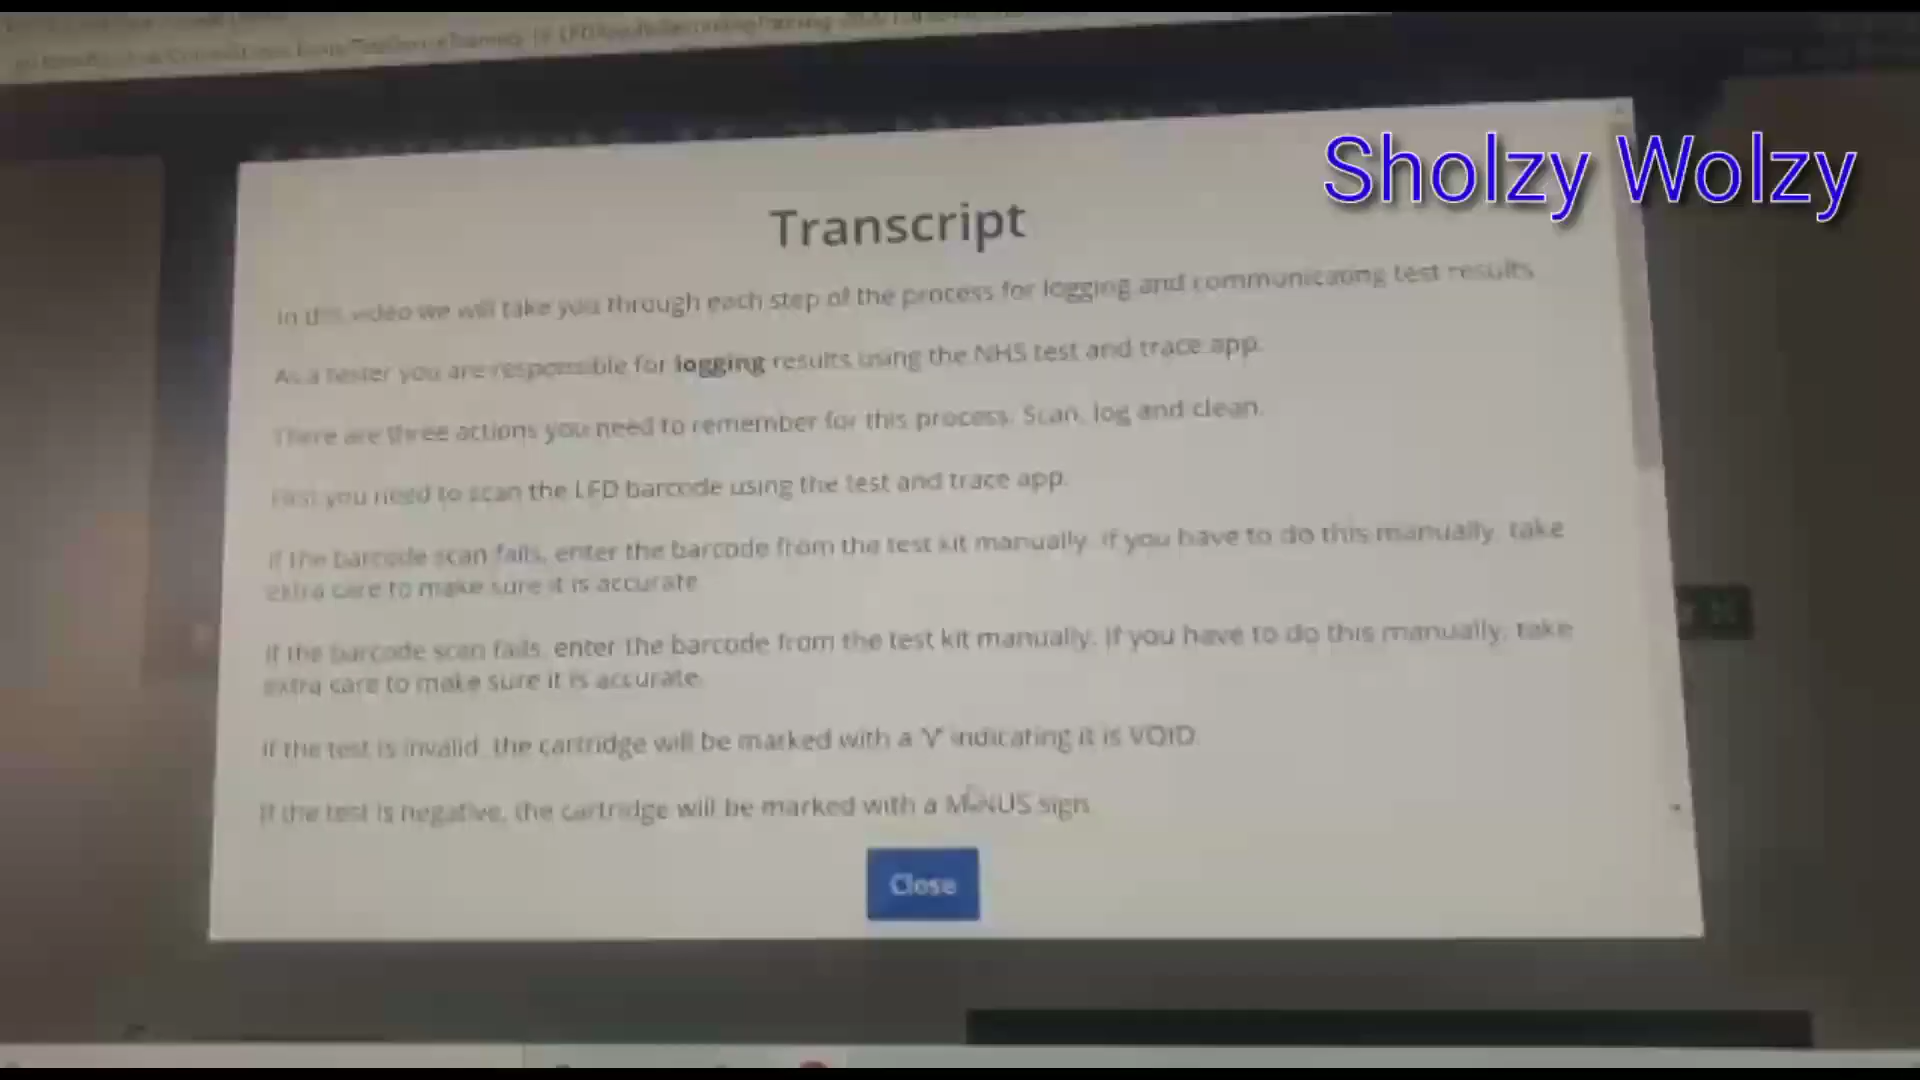 Sholzy Wolzy
Transcript
In this video we will take you through each step of the process for logging and communicating test results
As a tester you are responsible for logging results using the NHS test and trace app.
There are three actions you need to remember for this process. Scan, log and clean.
First you need to scan the LFD barcode using the test and trace app.
If the barcode scan fails, enter the barcode from the test kit manually. If you have to do this manually, take
extra care to make sure it is accurate
If the barcode scan fails, enter the barcode from the test kit manually. If you have to do this manually, take
extra care to make sure it is accurate.
If the test is invalid, the cartridge will be marked with a 'V' indicating it is VOID
If the test is negative, the cartridge will be marked with a MINUS sign
Close